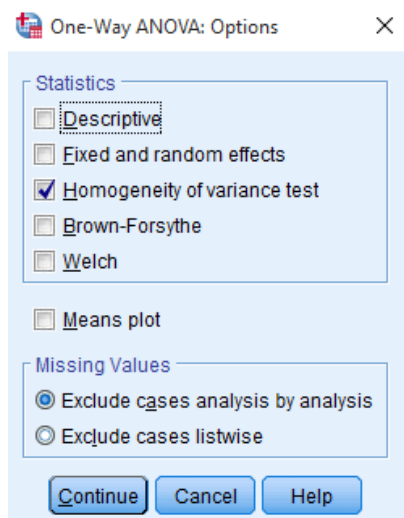 One-Way ANOVA: Options
Statistics
Descriptive
Fixed and random effects
Homogeneity of variance test
Brown-Forsythe
Welch
Means plot
Missing Values
Exclude cases analysis by analysis
Exclude cases listwise
Continue Cancel Help